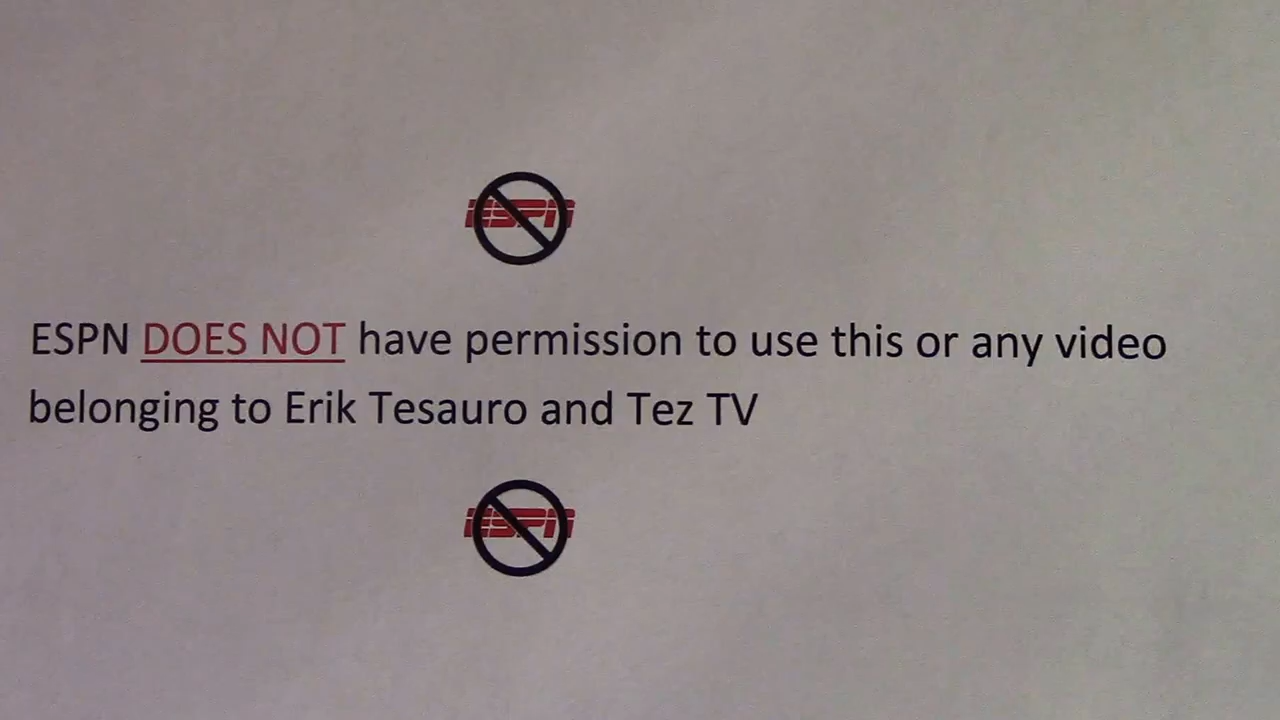 ESPN
ESPN DOES NOT have permission to use this or any video
belonging to Erik Tesauro and Tez TV
ESPN